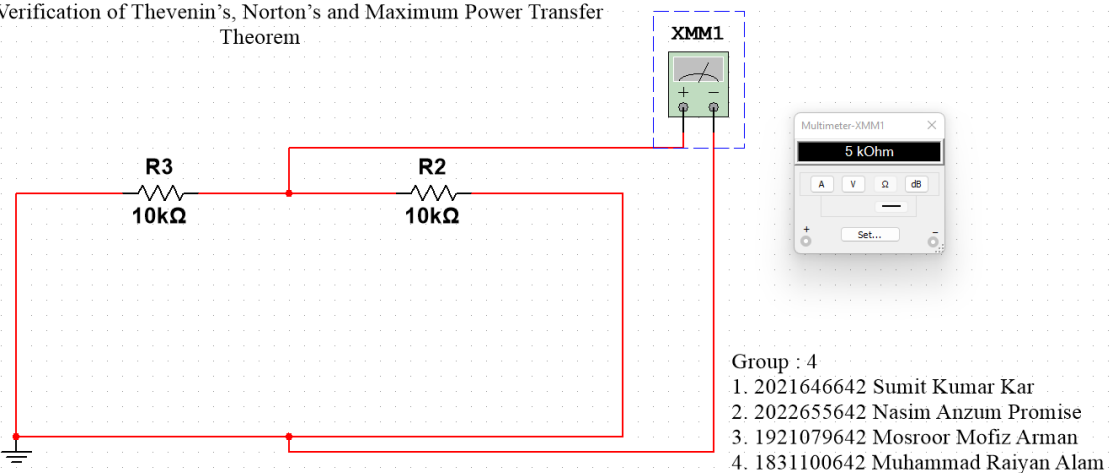 Verification of Thevenin's, Norton's and Maximum Power Transfer
Theorem
XMM1
+ −
Multimeter-XMM1
5 kOhm
A V Ω dB
+ −
Set...
R3
10kΩ
R2
10kΩ
Group : 4
1. 2021646642 Sumit Kumar Kar
2. 2022655642 Nasim Anzum Promise
3. 1921079642 Mosroor Mofiz Arman
4. 1831100642 Muhammad Raiyan Alam